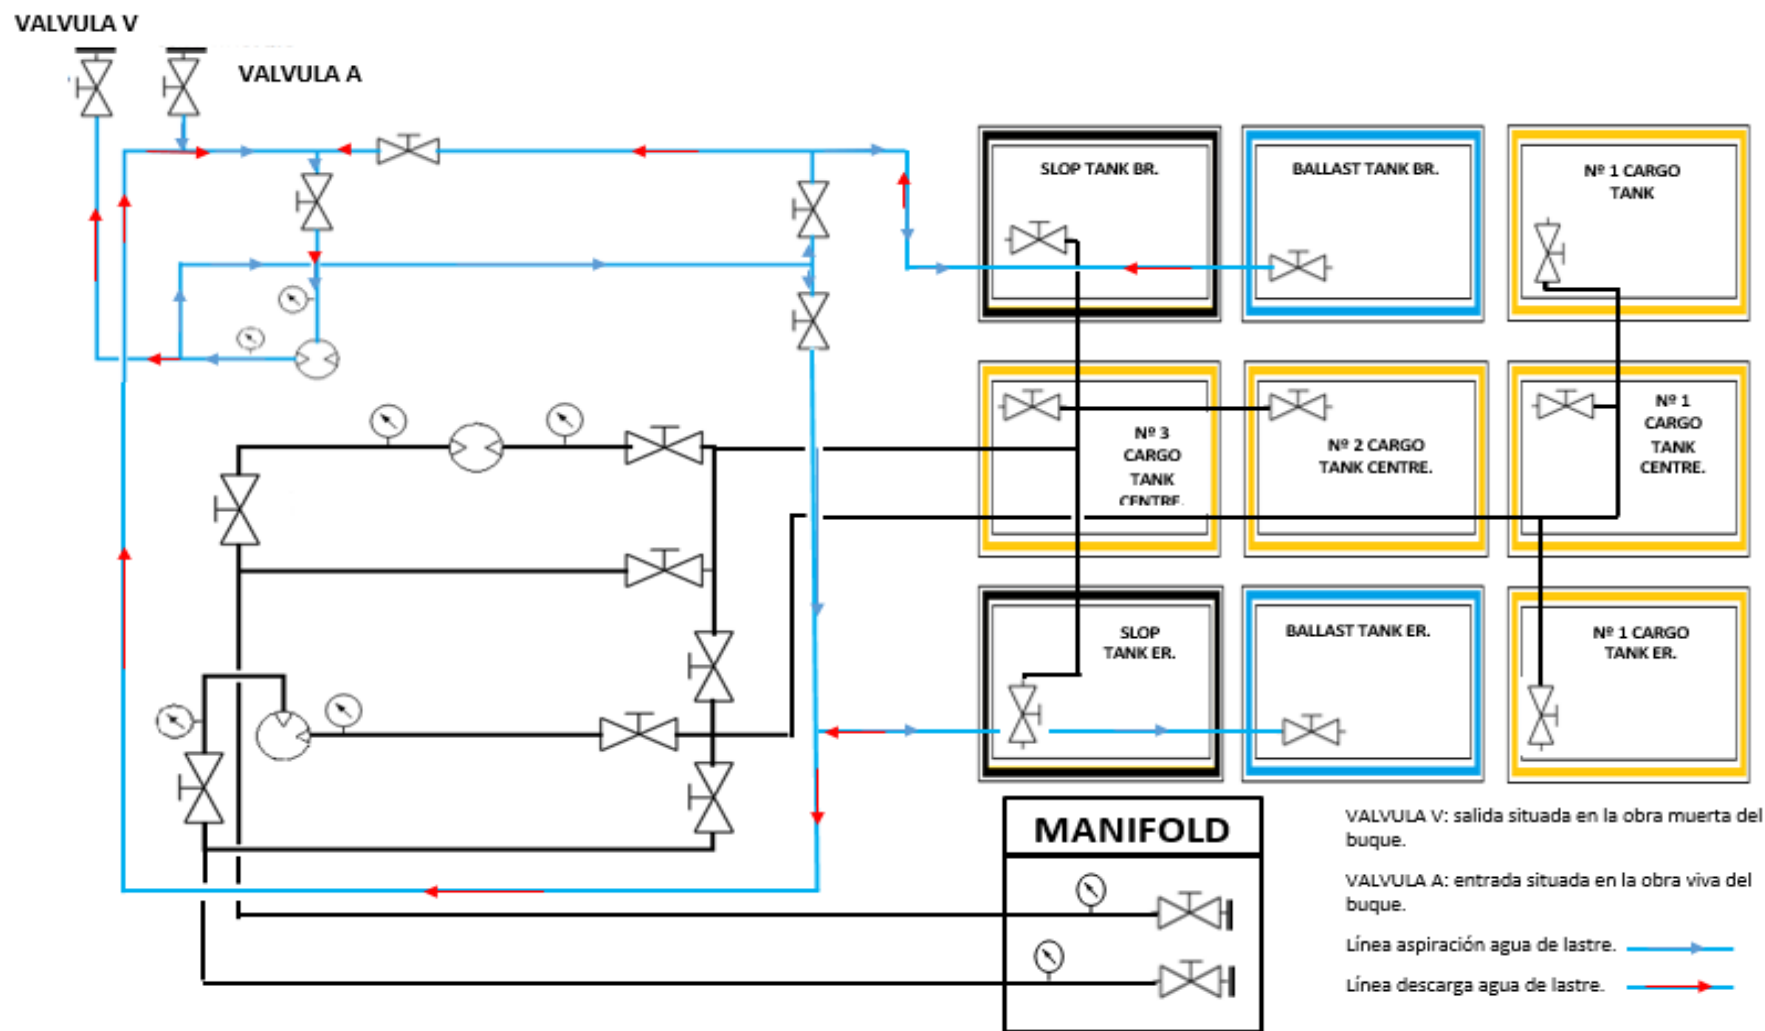 VALVULA V
VALVULA A
SLOP TANK BR.
BALLAST TANK BR.
Nº 1 CARGO
TANK
Nº 3
CARGO
TANK
CENTRE.
Nº 2 CARGO
TANK CENTRE.
Nº 1
CARGO
TANK
CENTRE.
SLOP
TANK ER.
BALLAST TANK ER.
Nº 1 CARGO
TANK ER.
MANIFOLD
VALVULA V: salida situada en la obra muerta del
buque.
VALVULA A: entrada situada en la obra viva del
buque.
Línea aspiración agua de lastre.
Línea descarga agua de lastre.